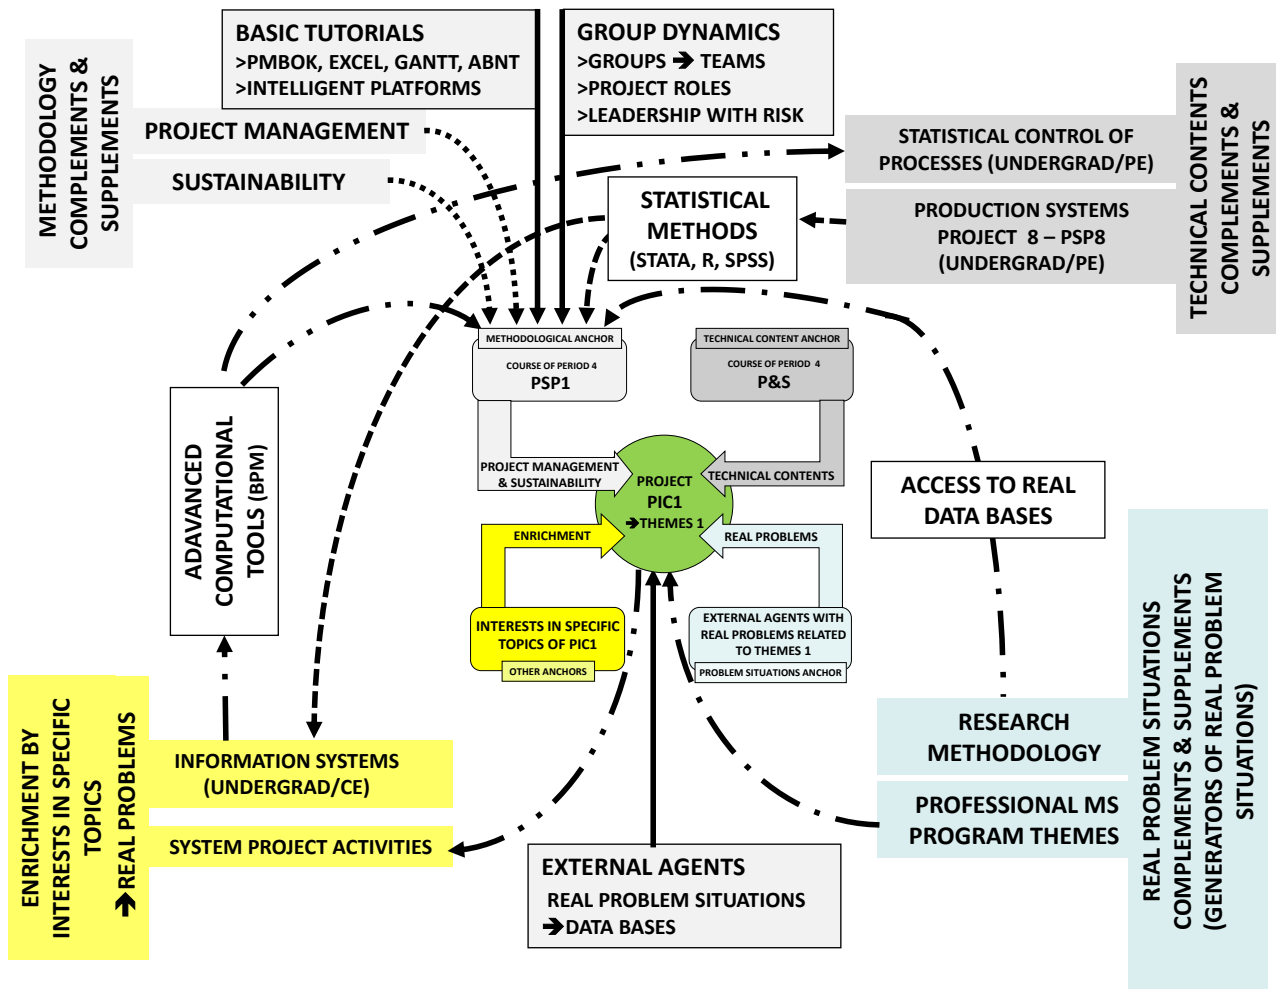 BASIC TUTORIALS
>PMBOK, EXCEL, GANTT, ABNT
>INTELLIGENT PLATFORMS
GROUP DYNAMICS
>GROUPS ➔ TEAMS
>PROJECT ROLES
>LEADERSHIP WITH RISK
METHODOLOGY
COMPLEMENTS &
SUPPLEMENTS
PROJECT MANAGEMENT
SUSTAINABILITY
STATISTICAL CONTROL OF
PROCESSES (UNDERGRAD/PE)
PRODUCTION SYSTEMS
PROJECT 8 – PSP8
(UNDERGRAD/PE)
TECHNICAL CONTENTS
COMPLEMENTS &
SUPPLEMENTS
STATISTICAL
METHODS
(STATA, R, SPSS)
METHODOLOGICAL ANCHOR
COURSE OF PERIOD 4
PSP1
TECHNICAL CONTENT ANCHOR
COURSE OF PERIOD 4
P&S
ADAVANCED
COMPUTATIONAL
TOOLS (BPM)
PROJECT MANAGEMENT
& SUSTAINABILITY
PROJECT
PIC1
➔THEMES 1
TECHNICAL CONTENTS
ENRICHMENT
REAL PROBLEMS
ACCESS TO REAL
DATA BASES
INTERESTS IN SPECIFIC
TOPICS OF PIC1
OTHER ANCHORS
EXTERNAL AGENTS WITH
REAL PROBLEMS RELATED
TO THEMES 1
PROBLEM SITUATIONS ANCHOR
ENRICHMENT BY
INTERESTS IN SPECIFIC
TOPICS
➔REAL PROBLEMS
INFORMATION SYSTEMS
(UNDERGRAD/CE)
SYSTEM PROJECT ACTIVITIES
RESEARCH
METHODOLOGY
PROFESSIONAL MS
PROGRAM THEMES
REAL PROBLEM SITUATIONS
COMPLEMENTS & SUPPLEMENTS
(GENERATORS OF REAL PROBLEM
SITUATIONS)
EXTERNAL AGENTS
REAL PROBLEM SITUATIONS
➔DATA BASES